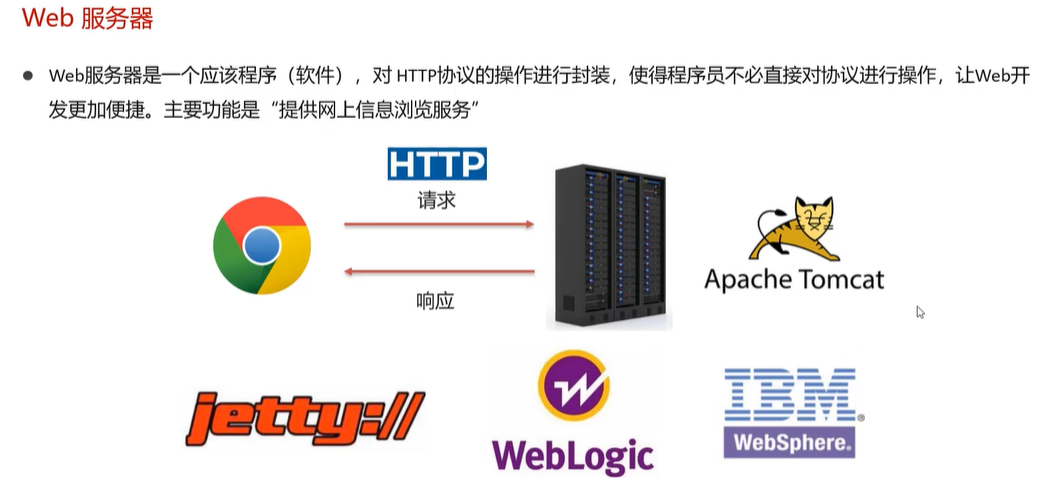 Web 服务器
● Web服务器是一个应该程序（软件），对 HTTP协议的操作进行封装，使得程序员不必直接对协议进行操作，让Web开
发更加便捷。主要功能是“提供网上信息浏览服务”
HTTP
请求
响应
Apache Tomcat
jetty://
WebLogic
IBM®
WebSphere.